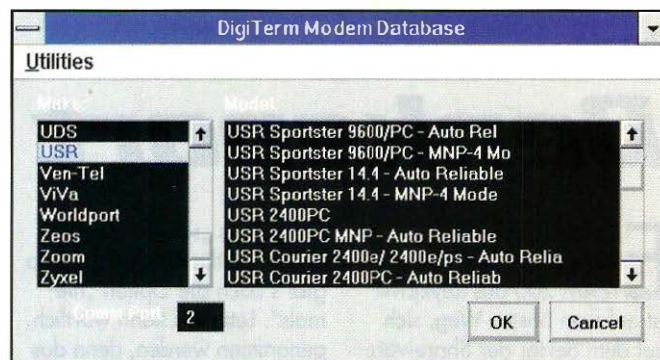 DigiTerm Modem Database
Utilities
Make:
Model:
UDS
USR
Ven-Tel
ViVa
Worldport
Zeos
Zoom
Zyxel
USR Sportster 9600/PC - Auto Rel
USR Sportster 9600/PC - MNP-4 Mo
USR Sportster 14.4 - Auto Reliable
USR Sportster 14.4 - MNP-4 Mode
USR 2400PC
USR 2400PC MNP - Auto Reliable
USR Courier 2400e/ 2400e/ps - Auto Relia
USR Courier 2400PC - Auto Reliab
Comm Port
2
OK
Cancel